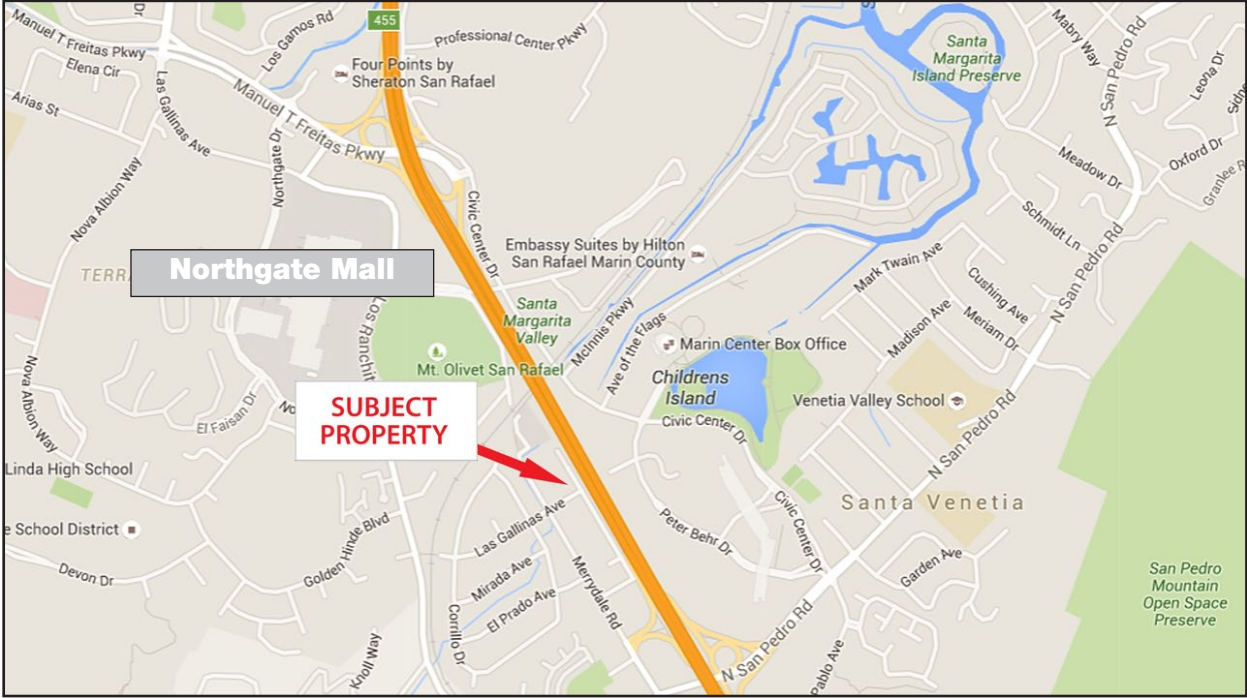 455
Manuel T Freitas Pkwy
Los Gamos Rd
Professional Center Pkwy
Elena Cir
Arias St
Las Gallinas Ave
Four Points by
Sheraton San Rafael
Manuel T Freitas Pkwy
Northgate Dr
Nova Albion Way
Civic Center Dr
Santa
Margarita
Island Preserve
Mabry Way
N San Pedro Rd
Leona Dr
Oxford Dr
Meadow Dr
Schmidt Ln
N San Pedro Rd
Embassy Suites by Hilton
San Rafael Marin County
Mark Twain Ave
Cushing Ave
Madison Ave
Meriam Dr
Northgate Mall
Santa
Margarita
Valley
McInnis Pkwy
Ave of the Flags
Marin Center Box Office
Mt. Olivet San Rafael
Childrens
Island
Venetia Valley School
Civic Center Dr
Nova Albion Way
El Faisan Dr
SUBJECT
PROPERTY
Linda High School
N San Pedro Rd
Santa Venetia
Civic Center Dr
Peter Behr Dr
Las Gallinas Ave
e School District
Golden Hinde Blvd
Devon Dr
Mirada Ave
El Prado Ave
Merrydale Rd
Corrillo Dr
Knoll Way
Garden Ave
N San Pedro Rd
Pablo Ave
San Pedro
Mountain
Open Space
Preserve